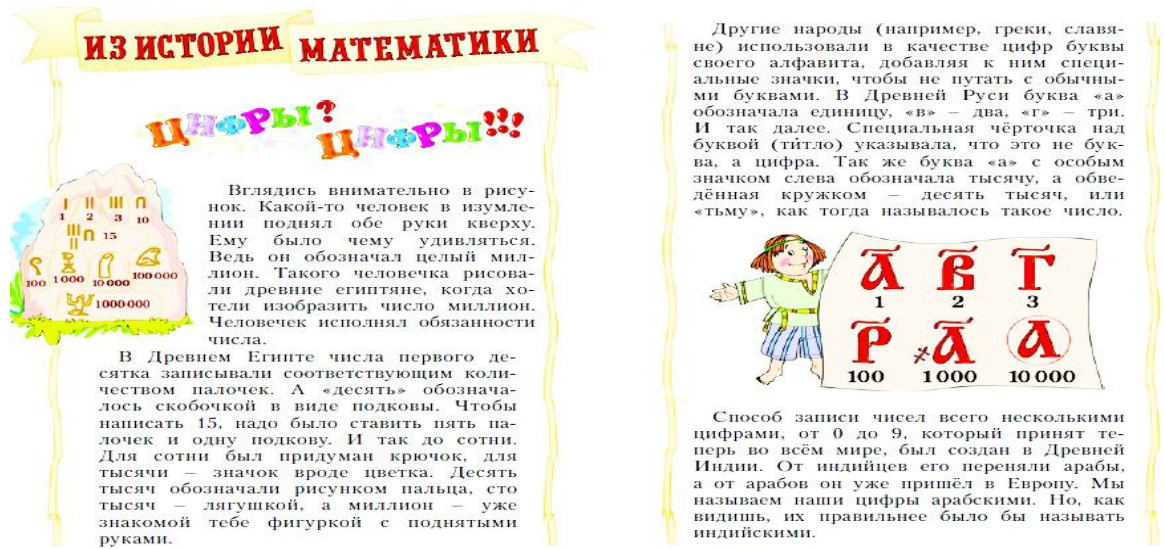 ИЗ ИСТОРИИ МАТЕМАТИКИ
ЦИФРЫ?
ЦИФРЫ!!!
1 2 3 10
15
100 1000 10000 100000
1000000
Вглядись внимательно в рису-
нок. Какой-то человек в изумле-
нии поднял обе руки кверху.
Ему было чему удивляться.
Ведь он обозначал целый мил-
лион. Такого человечка рисова-
ли древние египтяне, когда хо-
тели изобразить число миллион.
Человечек исполнял обязанности
числа.
В Древнем Египте числа первого де-
сятка записывали соответствующим коли-
чеством палочек. А «десять» обознача-
лось скобочкой в виде подковы. Чтобы
написать 15, надо было ставить пять па-
лочек и одну подкову. И так до сотни.
Для сотни был придуман крючок, для
тысячи – значок вроде цветка. Десять
тысяч обозначали рисунком пальца, сто
тысяч – лягушкой, а миллион – уже
знакомой тебе фигуркой с поднятыми
руками.
Другие народы (например, греки, славя-
не) использовали в качестве цифр буквы
своего алфавита, добавляя к ним специ-
альные значки, чтобы не путать с обычны-
ми буквами. В Древней Руси буква «а»
обозначала единицу, «в» – два, «г» – три.
И так далее. Специальная чёрточка над
буквой (ти́тло) указывала, что это не бук-
ва, а цифра. Так же буква «а» с особым
значком слева обозначала тысячу, а обве-
дённая кружком – десять тысяч, или
«тьму», как тогда называлось такое число.
А҃ В҃ Г҃
1 2 3
Р҃ ҂А҃ А
100 1000 10000
Способ записи чисел всего несколькими
цифрами, от 0 до 9, который принят те-
перь во всём мире, был создан в Древней
Индии. От индийцев его переняли арабы,
а от арабов он уже пришёл в Европу. Мы
называем наши цифры арабскими. Но, как
видишь, их правильнее было бы называть
индийскими.